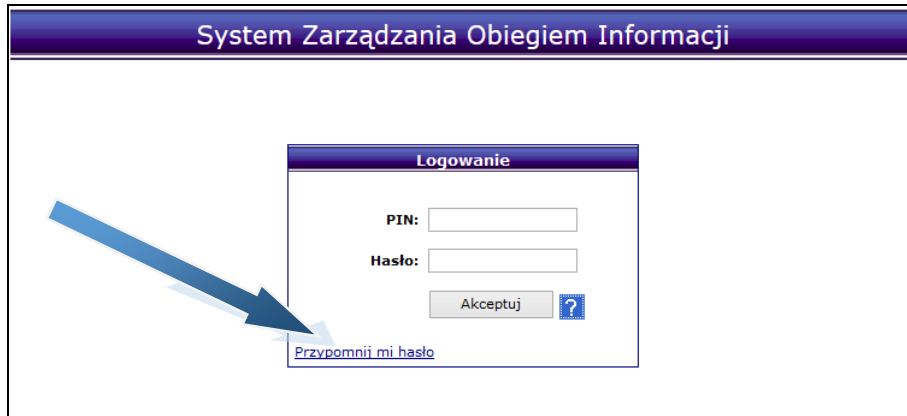 System Zarządzania Obiegiem Informacji
Logowanie
PIN:
Hasło:
Akceptuj
?
Przypomnij mi hasło